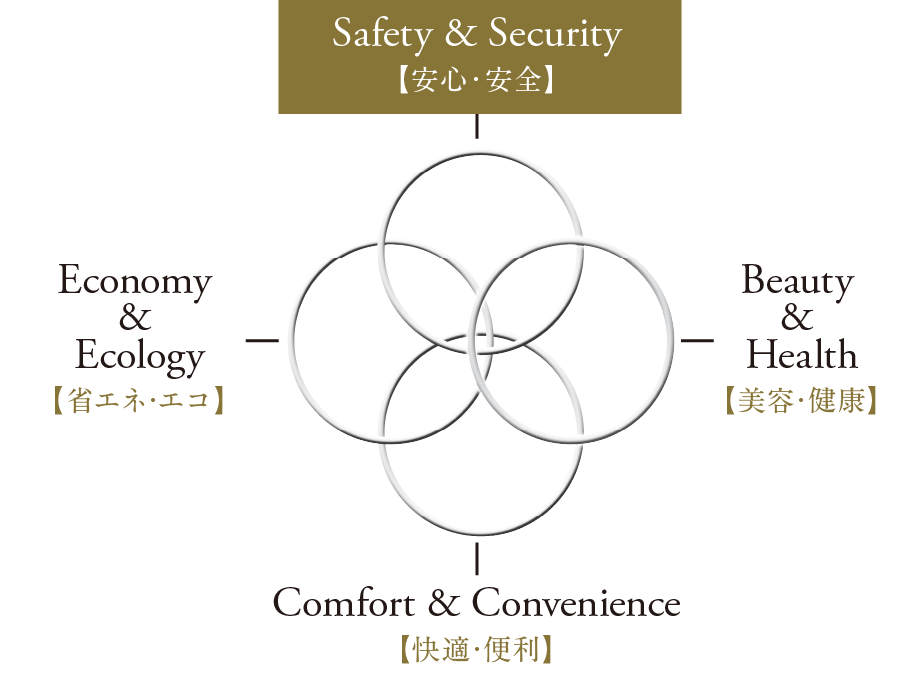 Safety & Security
【安心・安全】
Economy
&
Ecology
【省エネ・エコ】
Beauty
&
Health
【美容・健康】
Comfort & Convenience
【快適・便利】